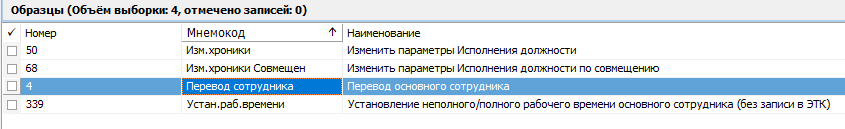 Образцы (Объём выборки: 4, отмечено записей: 0)
✓ Номер Мнемокод ↑ Наименование
50 Изм.хроники Изменить параметры Исполнения должности
68 Изм.хроники Совмещен Изменить параметры Исполнения должности по совмещению
4 Перевод сотрудника Перевод основного сотрудника
339 Устан.раб.времени Установление неполного/полного рабочего времени основного сотрудника (без записи в ЭТК)